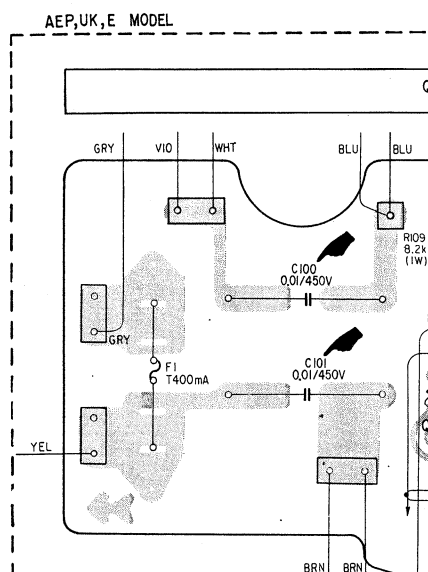 AEP,UK,E MODEL
Q
GRY
VIO
WHT
BLU
BLU
R109
8.2k
(1W)
C100
0.01/450V
GRY
F1
T400mA
C101
0.01/450V
YEL
BRN
BRN